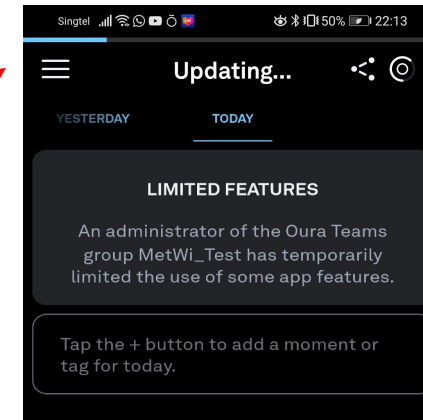 Singtel 50% 22:13
Updating...
YESTERDAY TODAY
LIMITED FEATURES
An administrator of the Oura Teams
group MetWi_Test has temporarily
limited the use of some app features.
Tap the + button to add a moment or
tag for today.